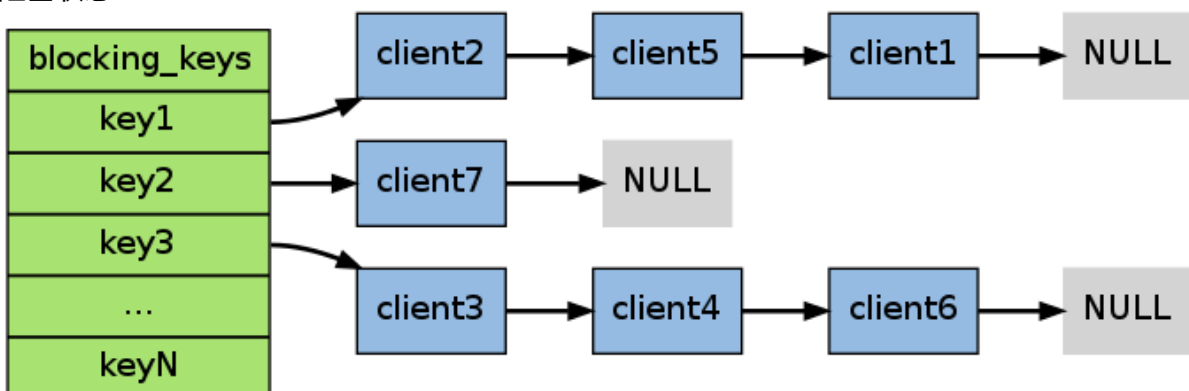 blocking_keys
key1
key2
key3
...
keyN
client2 client5 client1 NULL
client7 NULL
client3 client4 client6 NULL